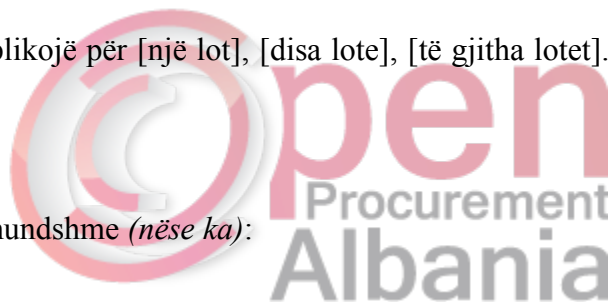 plikojë për [një lot], [disa lote], [të gjitha lotet].
Open
Procurement
undshme (nëse ka):
Albania